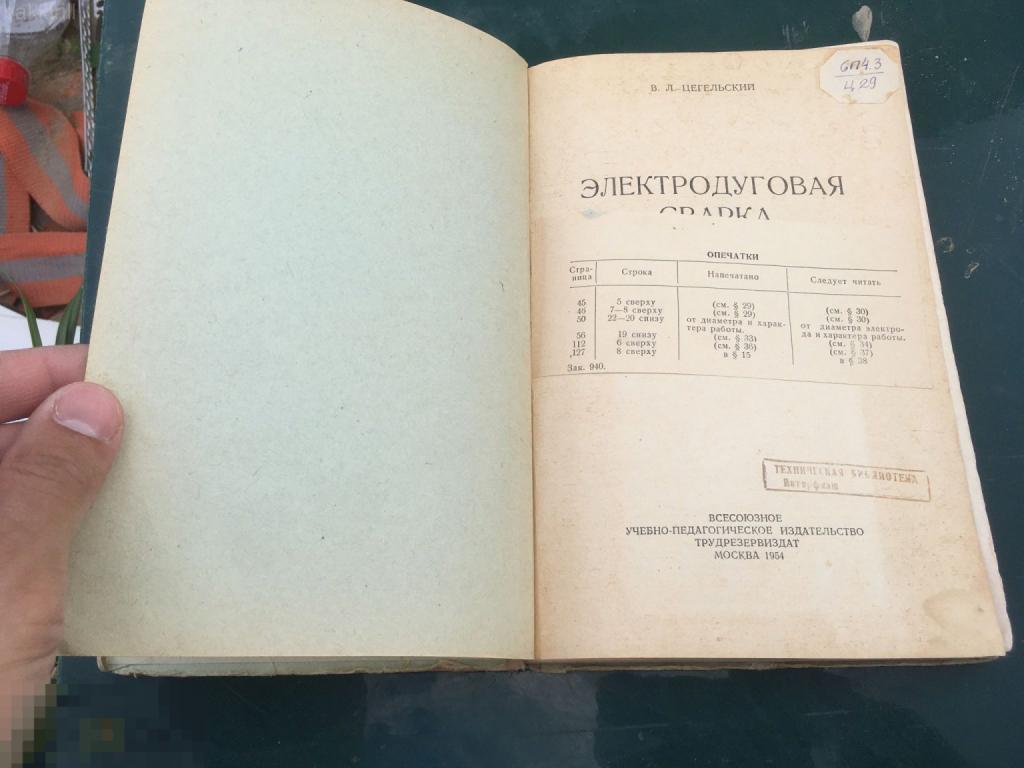 6П4.3
Ц 29
В. Л. ЦЕГЕЛЬСКИЙ
ЭЛЕКТРОДУГОВАЯ
СВАРКА
ОПЕЧАТКИ
Стра-ница Строка Напечатано Следует читать
45 5 сверху (см. § 29) (см. § 30)
46 7—8 сверху (см. § 29) (см. § 30)
50 22—20 снизу от диаметра и харак- от диаметра электро-
тера работы. да и характера работы.
56 19 снизу (см. § 33) (см. § 34)
112 6 сверху (см. § 36) (см. § 37)
127 8 сверху в § 15 в § 38
Зак. 940.
ТЕХНИЧЕСКАЯ БИБЛИОТЕКА
ВСЕСОЮЗНОЕ
УЧЕБНО-ПЕДАГОГИЧЕСКОЕ ИЗДАТЕЛЬСТВО
ТРУДРЕЗЕРВИЗДАТ
МОСКВА 1954